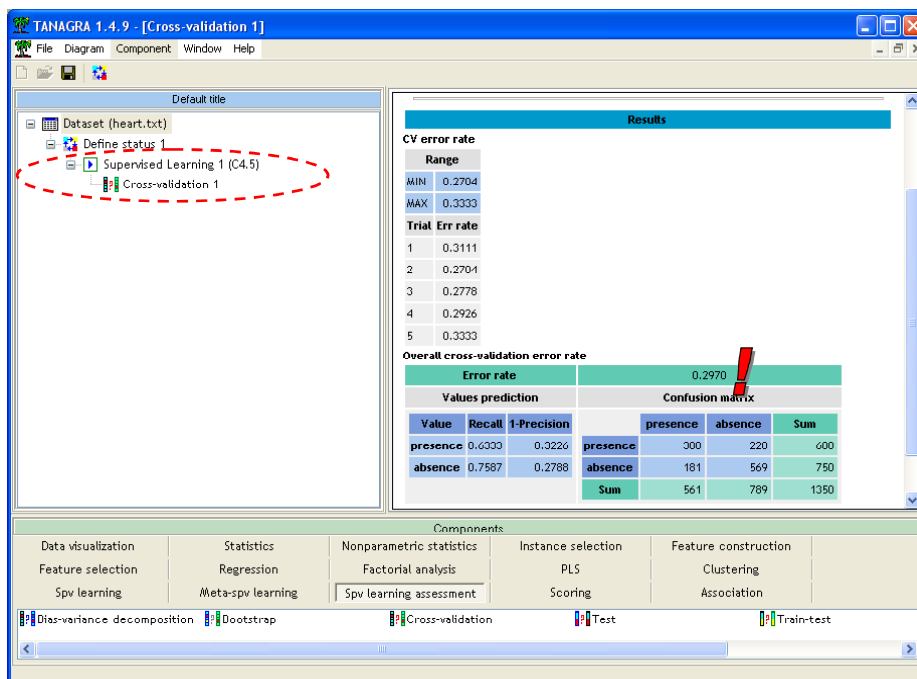 TANAGRA 1.4.9 - [Cross-validation 1]
File Diagram Component Window Help
Default title
Dataset (heart.txt)
Define status 1
Supervised Learning 1 (C4.5)
Cross-validation 1
Results
CV error rate
Range
MIN 0.2704
MAX 0.3333
Trial Err rate
1 0.3111
2 0.2704
3 0.2778
4 0.2926
5 0.3333
Overall cross-validation error rate
Error rate 0.2970
Values prediction Confusion matrix
Value Recall 1-Precision presence absence Sum
presence 0.6333 0.3226 presence 300 220 600
absence 0.7587 0.2788 absence 181 569 750
Sum 561 789 1350
Components
Data visualization Statistics Nonparametric statistics Instance selection Feature construction
Feature selection Regression Factorial analysis PLS Clustering
Spv learning Meta-spv learning Spv learning assessment Scoring Association
Bias-variance decomposition Bootstrap Cross-validation Test Train-test